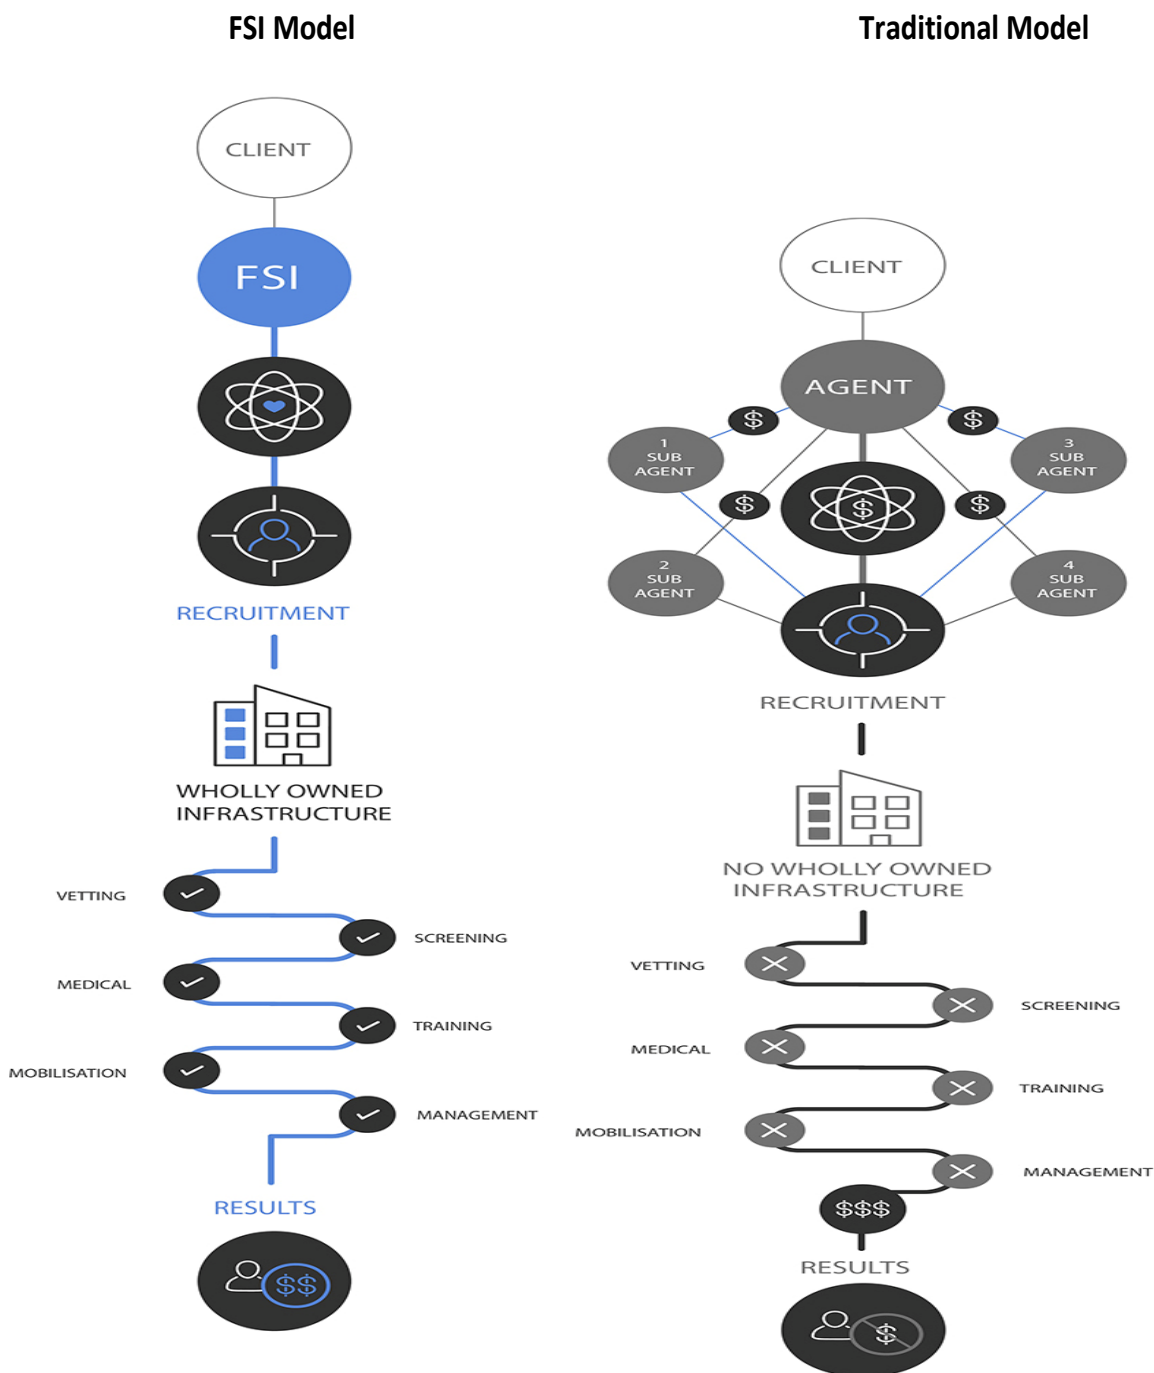 FSI Model
CLIENT
FSI
RECRUITMENT
WHOLLY OWNED
INFRASTRUCTURE
VETTING
SCREENING
MEDICAL
TRAINING
MOBILISATION
MANAGEMENT
RESULTS
$$
Traditional Model
CLIENT
AGENT
$
$
1
SUB
AGENT
3
SUB
AGENT
$
$
$
2
SUB
AGENT
4
SUB
AGENT
RECRUITMENT
NO WHOLLY OWNED
INFRASTRUCTURE
VETTING
SCREENING
MEDICAL
TRAINING
MOBILISATION
MANAGEMENT
$$$
RESULTS
$